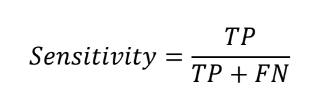 Sensitivity = TP / TP + FN